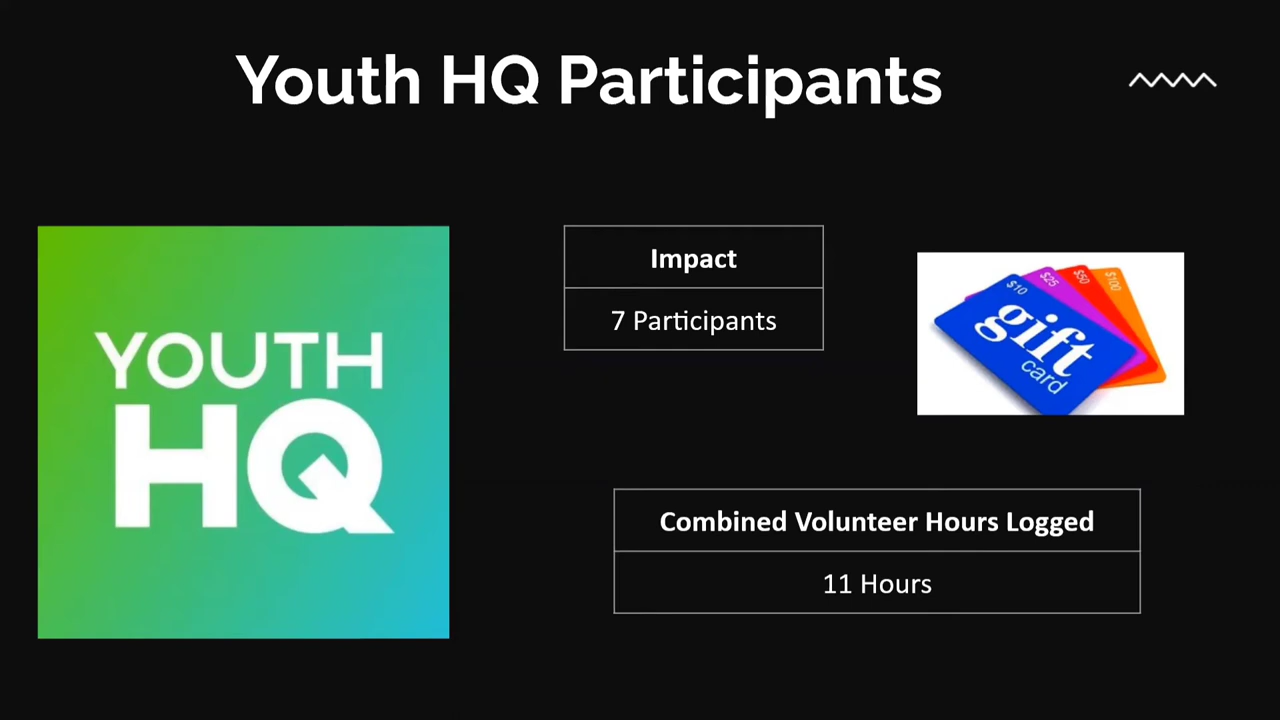 Youth HQ Participants
YOUTH
HQ
Impact
7 Participants
$10
$25
$50
$100
gift
card
Combined Volunteer Hours Logged
11 Hours